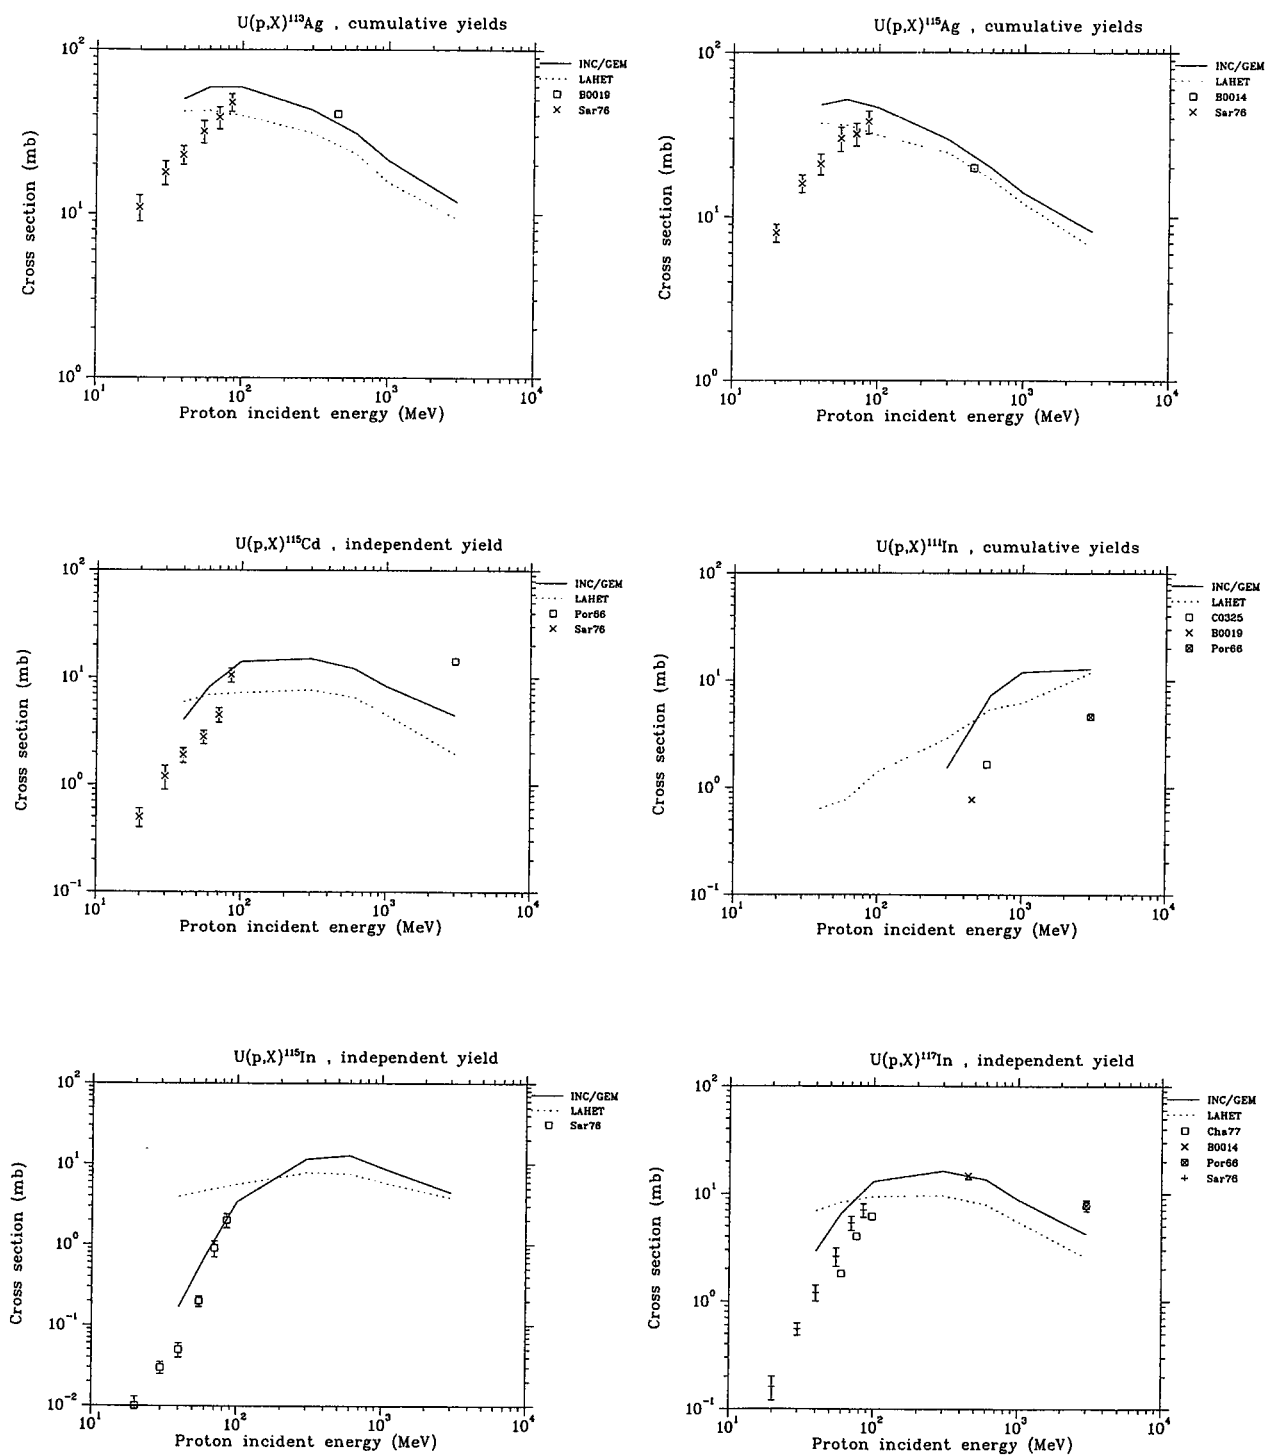 U(p,X)¹¹³Ag , cumulative yields
10²
10¹
10⁰
Cross section (mb)
10¹ 10² 10³ 10⁴
Proton incident energy (MeV)
INC/GEM
LAHET
B0019
Sar76
U(p,X)¹¹⁵Ag , cumulative yields
10²
10¹
10⁰
Cross section (mb)
10¹ 10² 10³ 10⁴
Proton incident energy (MeV)
INC/GEM
LAHET
B0014
Sar76
U(p,X)¹¹⁵Cd , independent yield
10²
10¹
10⁰
10⁻¹
Cross section (mb)
10¹ 10² 10³ 10⁴
Proton incident energy (MeV)
INC/GEM
LAHET
Por66
Sar76
U(p,X)¹¹¹In , cumulative yields
10²
10¹
10⁰
10⁻¹
Cross section (mb)
10¹ 10² 10³ 10⁴
Proton incident energy (MeV)
INC/GEM
LAHET
C0325
B0019
Por66
U(p,X)¹¹⁵In , independent yield
10²
10¹
10⁰
10⁻¹
10⁻²
Cross section (mb)
10¹ 10² 10³ 10⁴
Proton incident energy (MeV)
INC/GEM
LAHET
Sar76
U(p,X)¹¹⁷In , independent yield
10²
10¹
10⁰
10⁻¹
Cross section (mb)
10¹ 10² 10³ 10⁴
Proton incident energy (MeV)
INC/GEM
LAHET
Cha77
B0014
Por66
Sar76